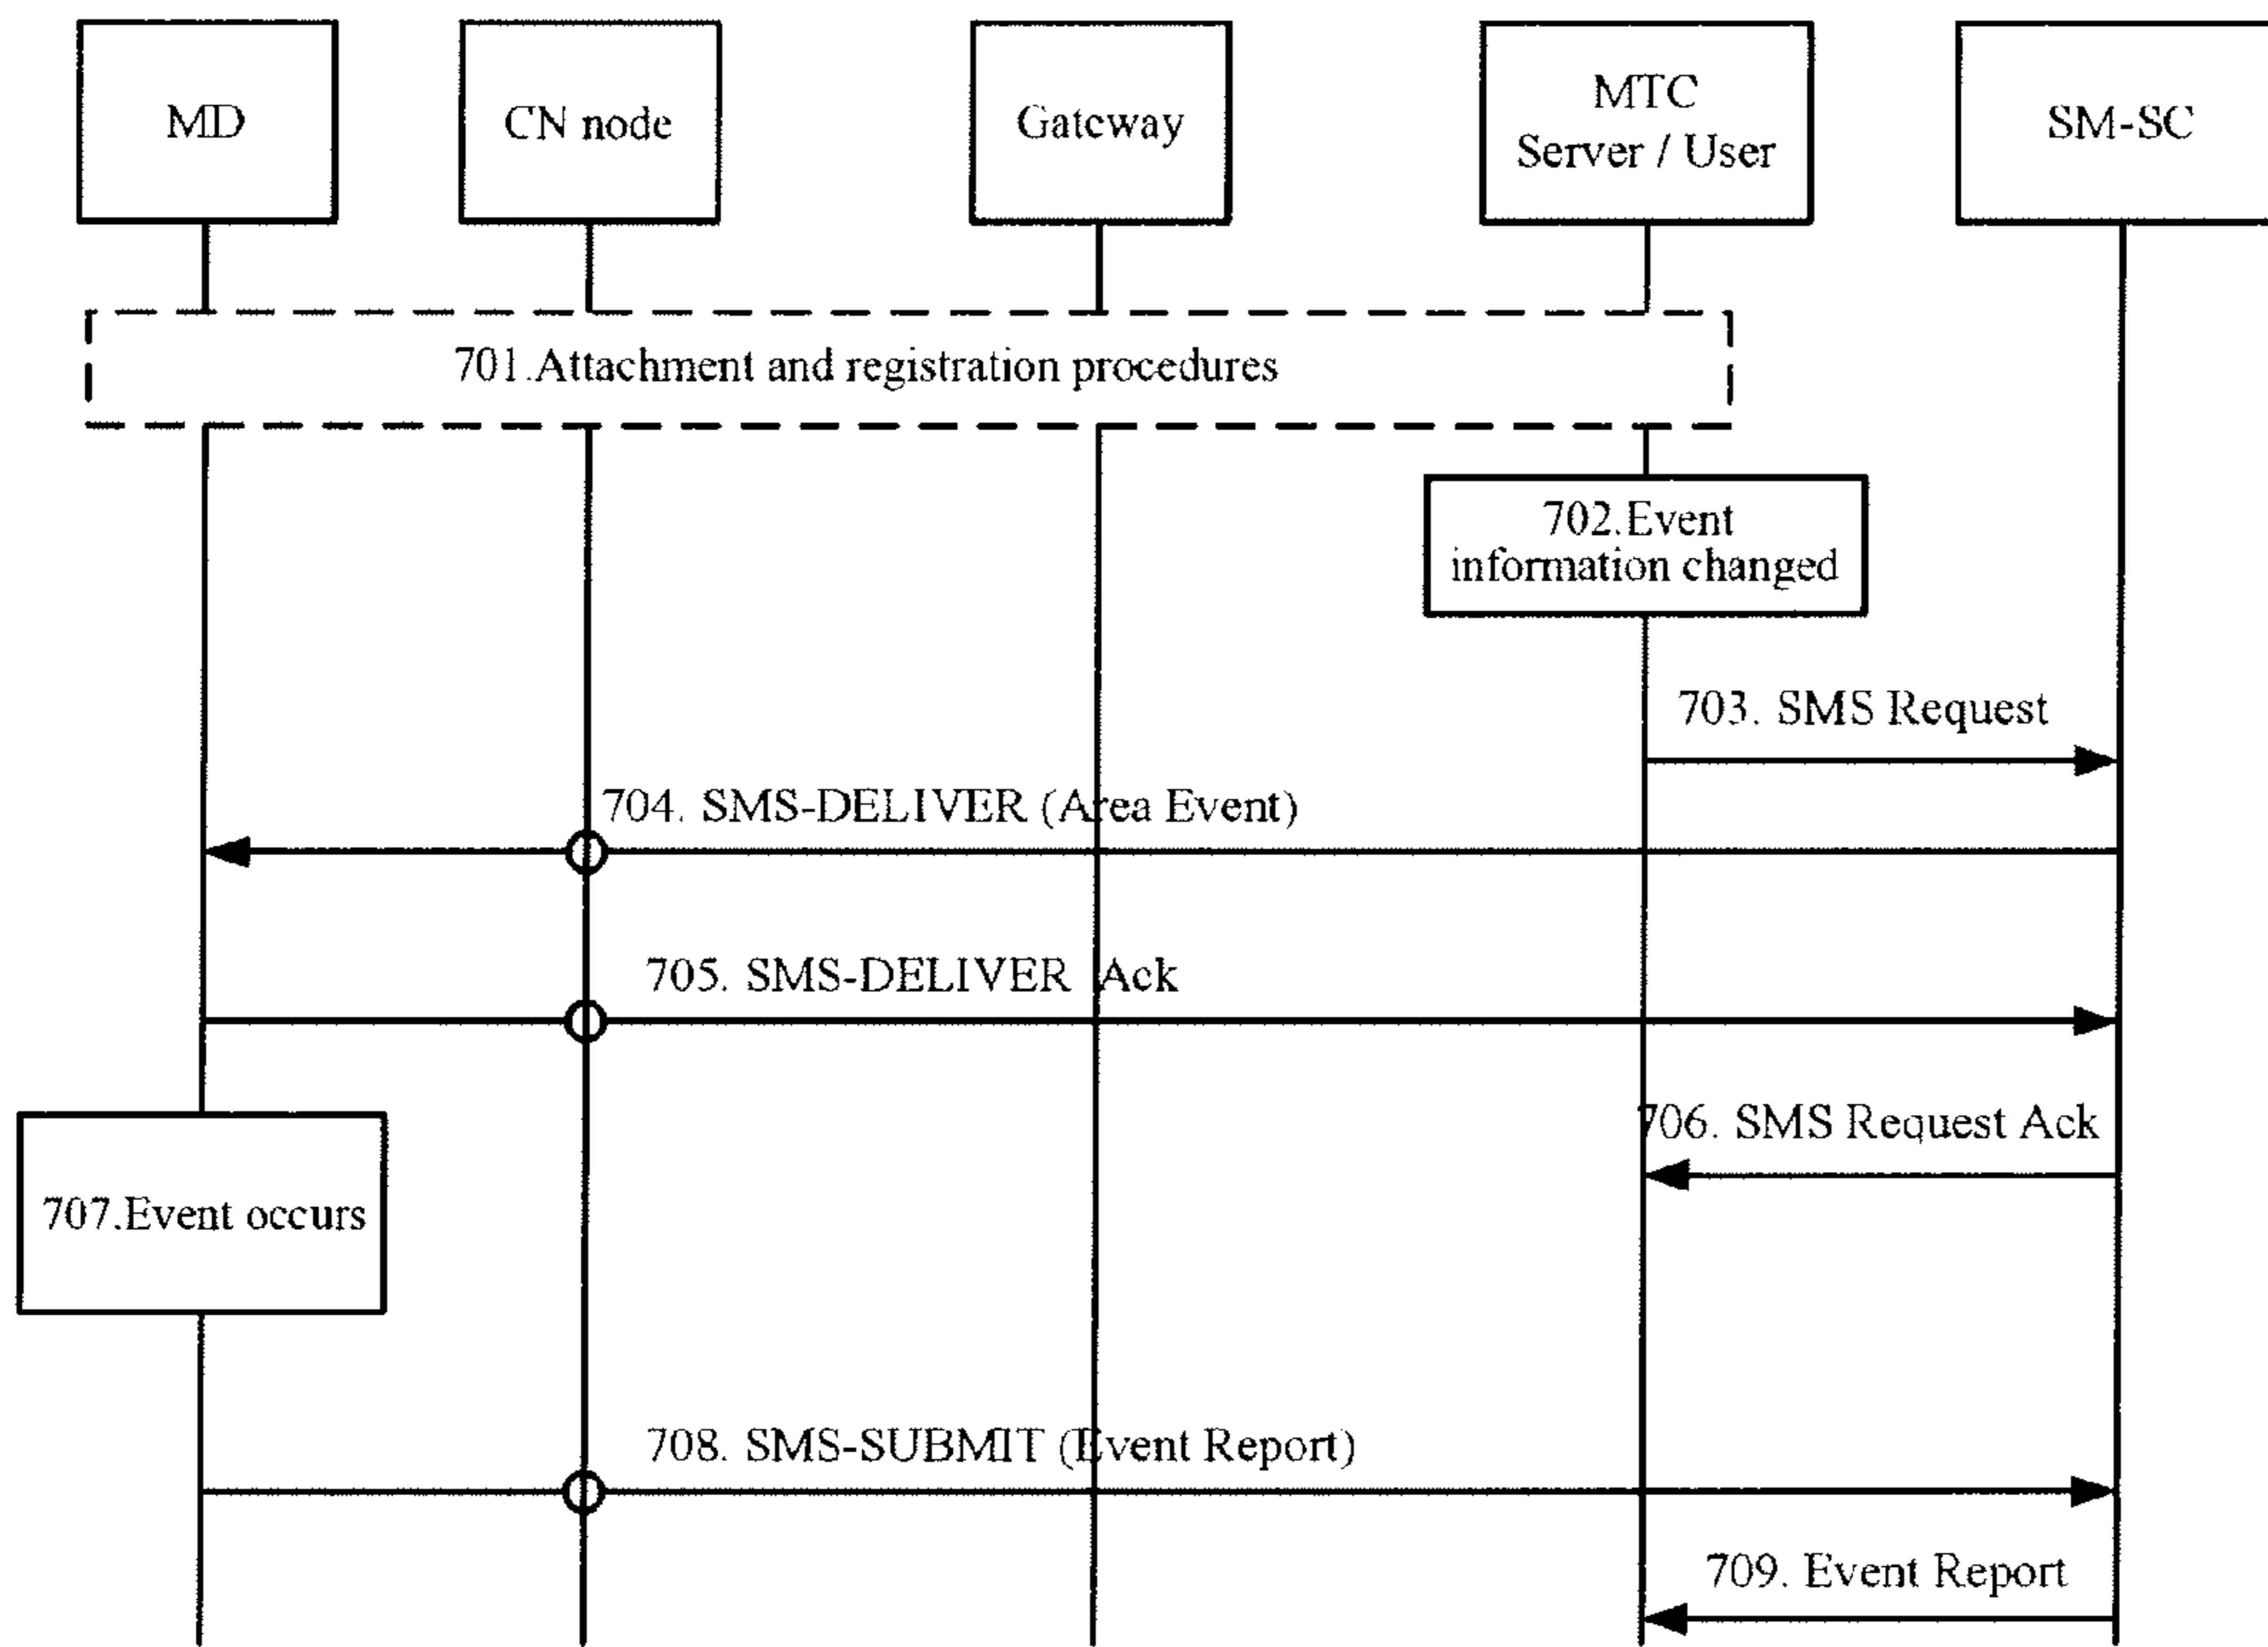 MD
CN node
Gateway
MTC
Server / User
SM-SC
701.Attachment and registration procedures
702.Event
information changed
703. SMS Request
704. SMS-DELIVER (Area Event)
705. SMS-DELIVER Ack
706. SMS Request Ack
707.Event occurs
708. SMS-SUBMIT (Event Report)
709. Event Report